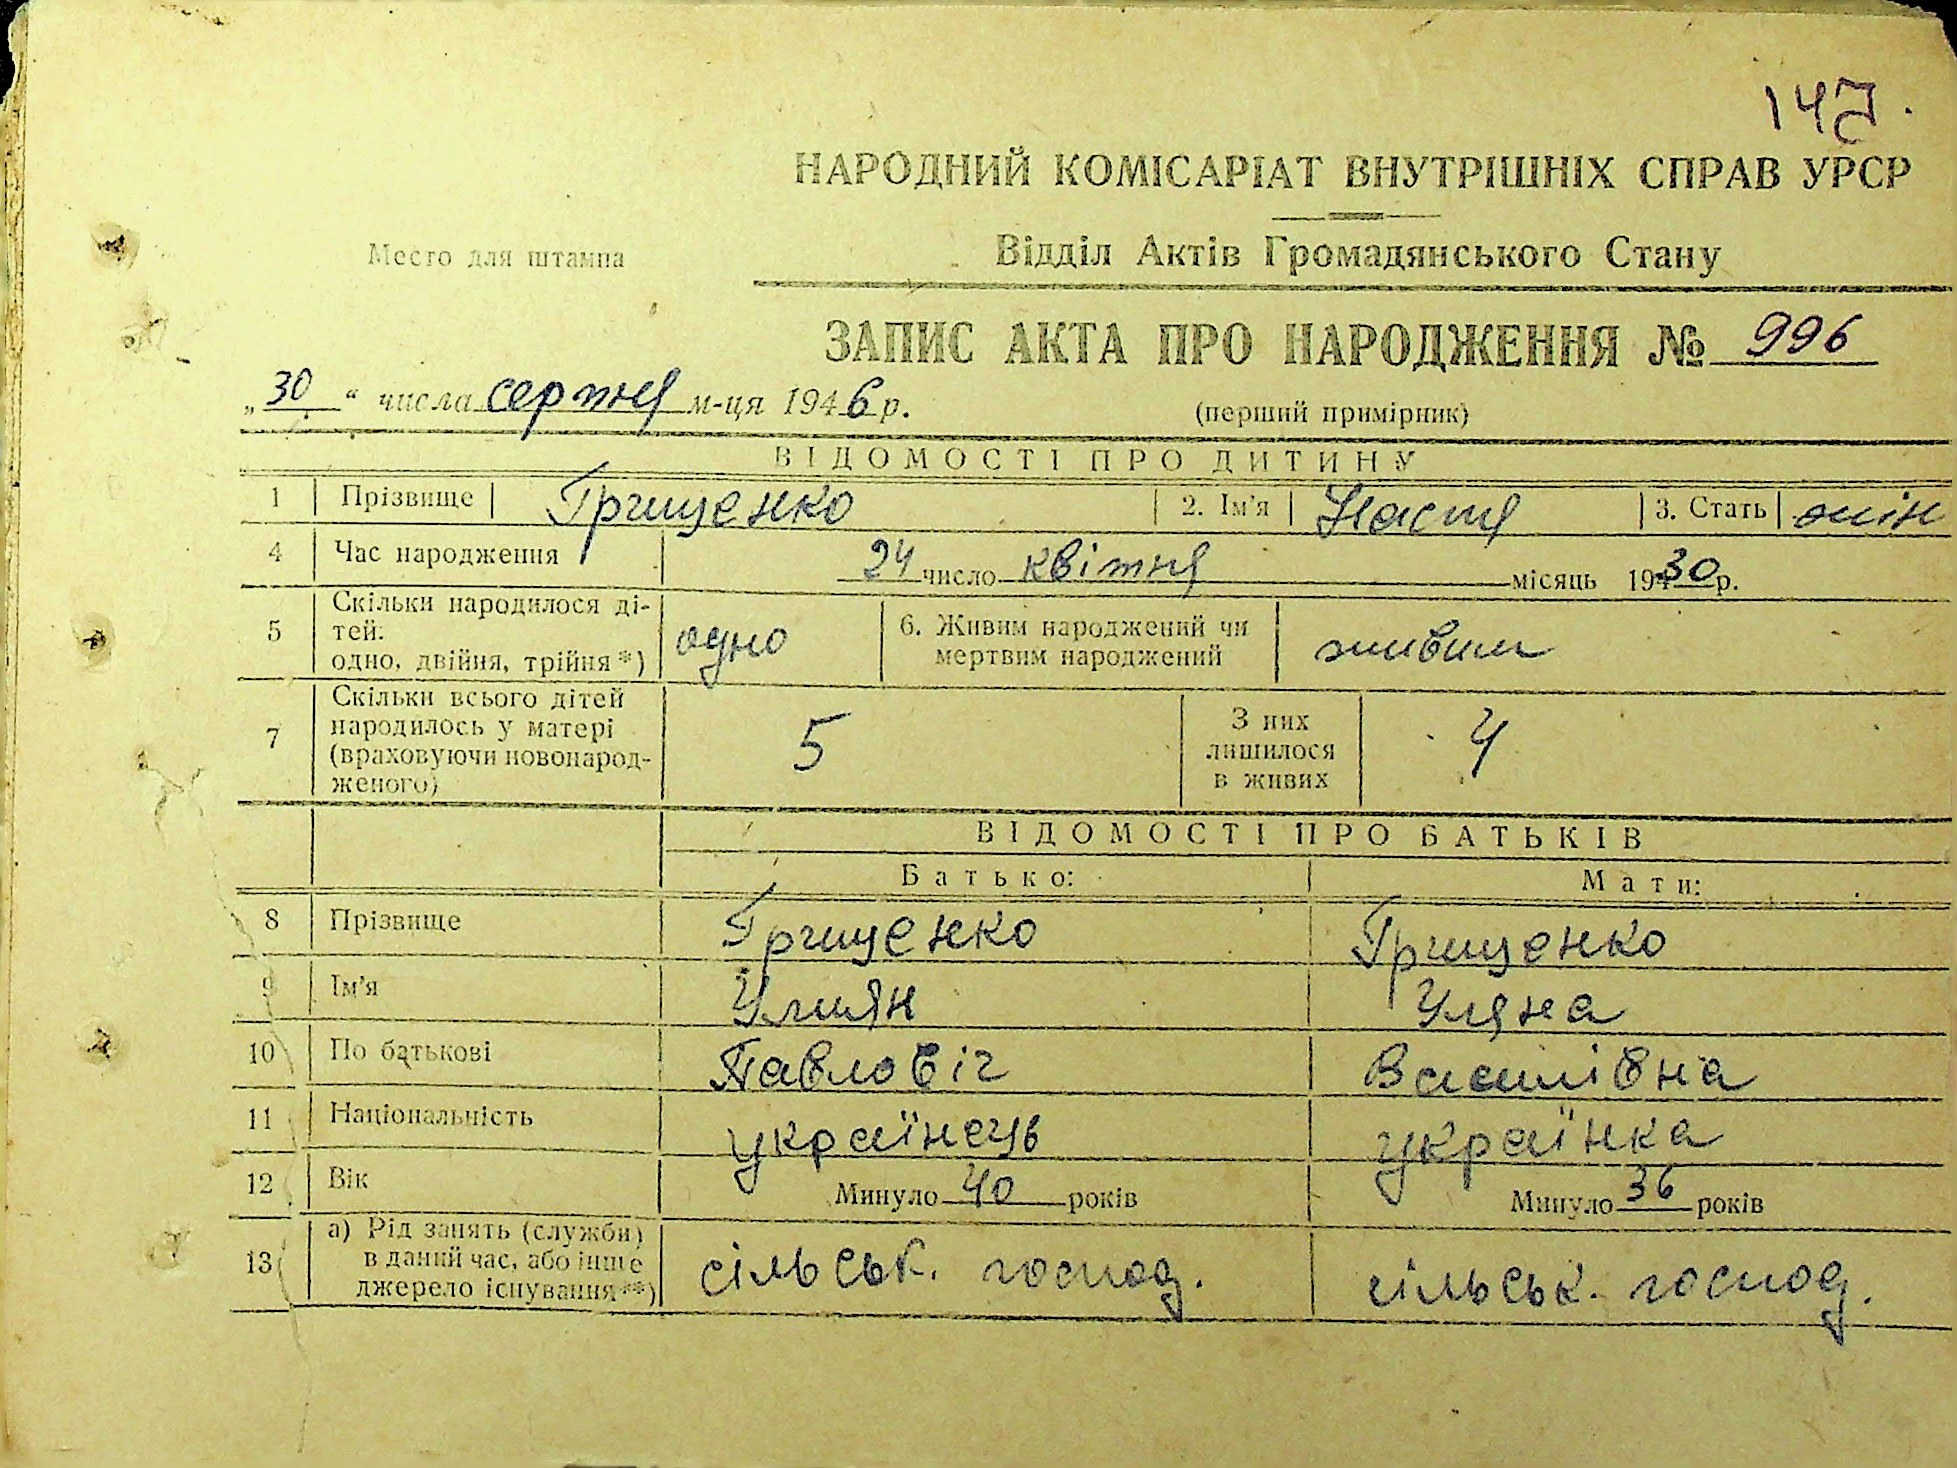 147.
НАРОДНИЙ КОМІСАРІАТ ВНУТРІШНІХ СПРАВ УРСР
Место для штампа
Відділ Актів Громадянського Стану
ЗАПИС АКТА ПРО НАРОДЖЕННЯ № 996
„30“ числа серпня м-ця 1946 р.
(перший примірник)
ВІДОМОСТІ ПРО ДИТИНУ
1 Прізвище Грищенко 2. Ім'я Настя 3. Стать жін
4 Час народження 24 число квітня місяць 1930 р.
5 Скільки народилося ді-
тей:
одно, двійня, трійня*) одно
6. Живим народжений чи
мертвим народжений живим
7 Скільки всього дітей
народилось у матері
(враховуючи новонарод-
женого) 5
З них
лишилося
в живих 4
ВІДОМОСТІ ПРО БАТЬКІВ
Батько: Мати:
8 Прізвище Грищенко Грищенко
9 Ім'я Улиян Уляна
10 По батькові Павловіч Василівна
11 Національність українець українка
12 Вік Минуло 40 років Минуло 36 років
13 а) Рід занять (служби)
в даний час, або інше
джерело існування**) сільськ. господ. сільськ. господ.